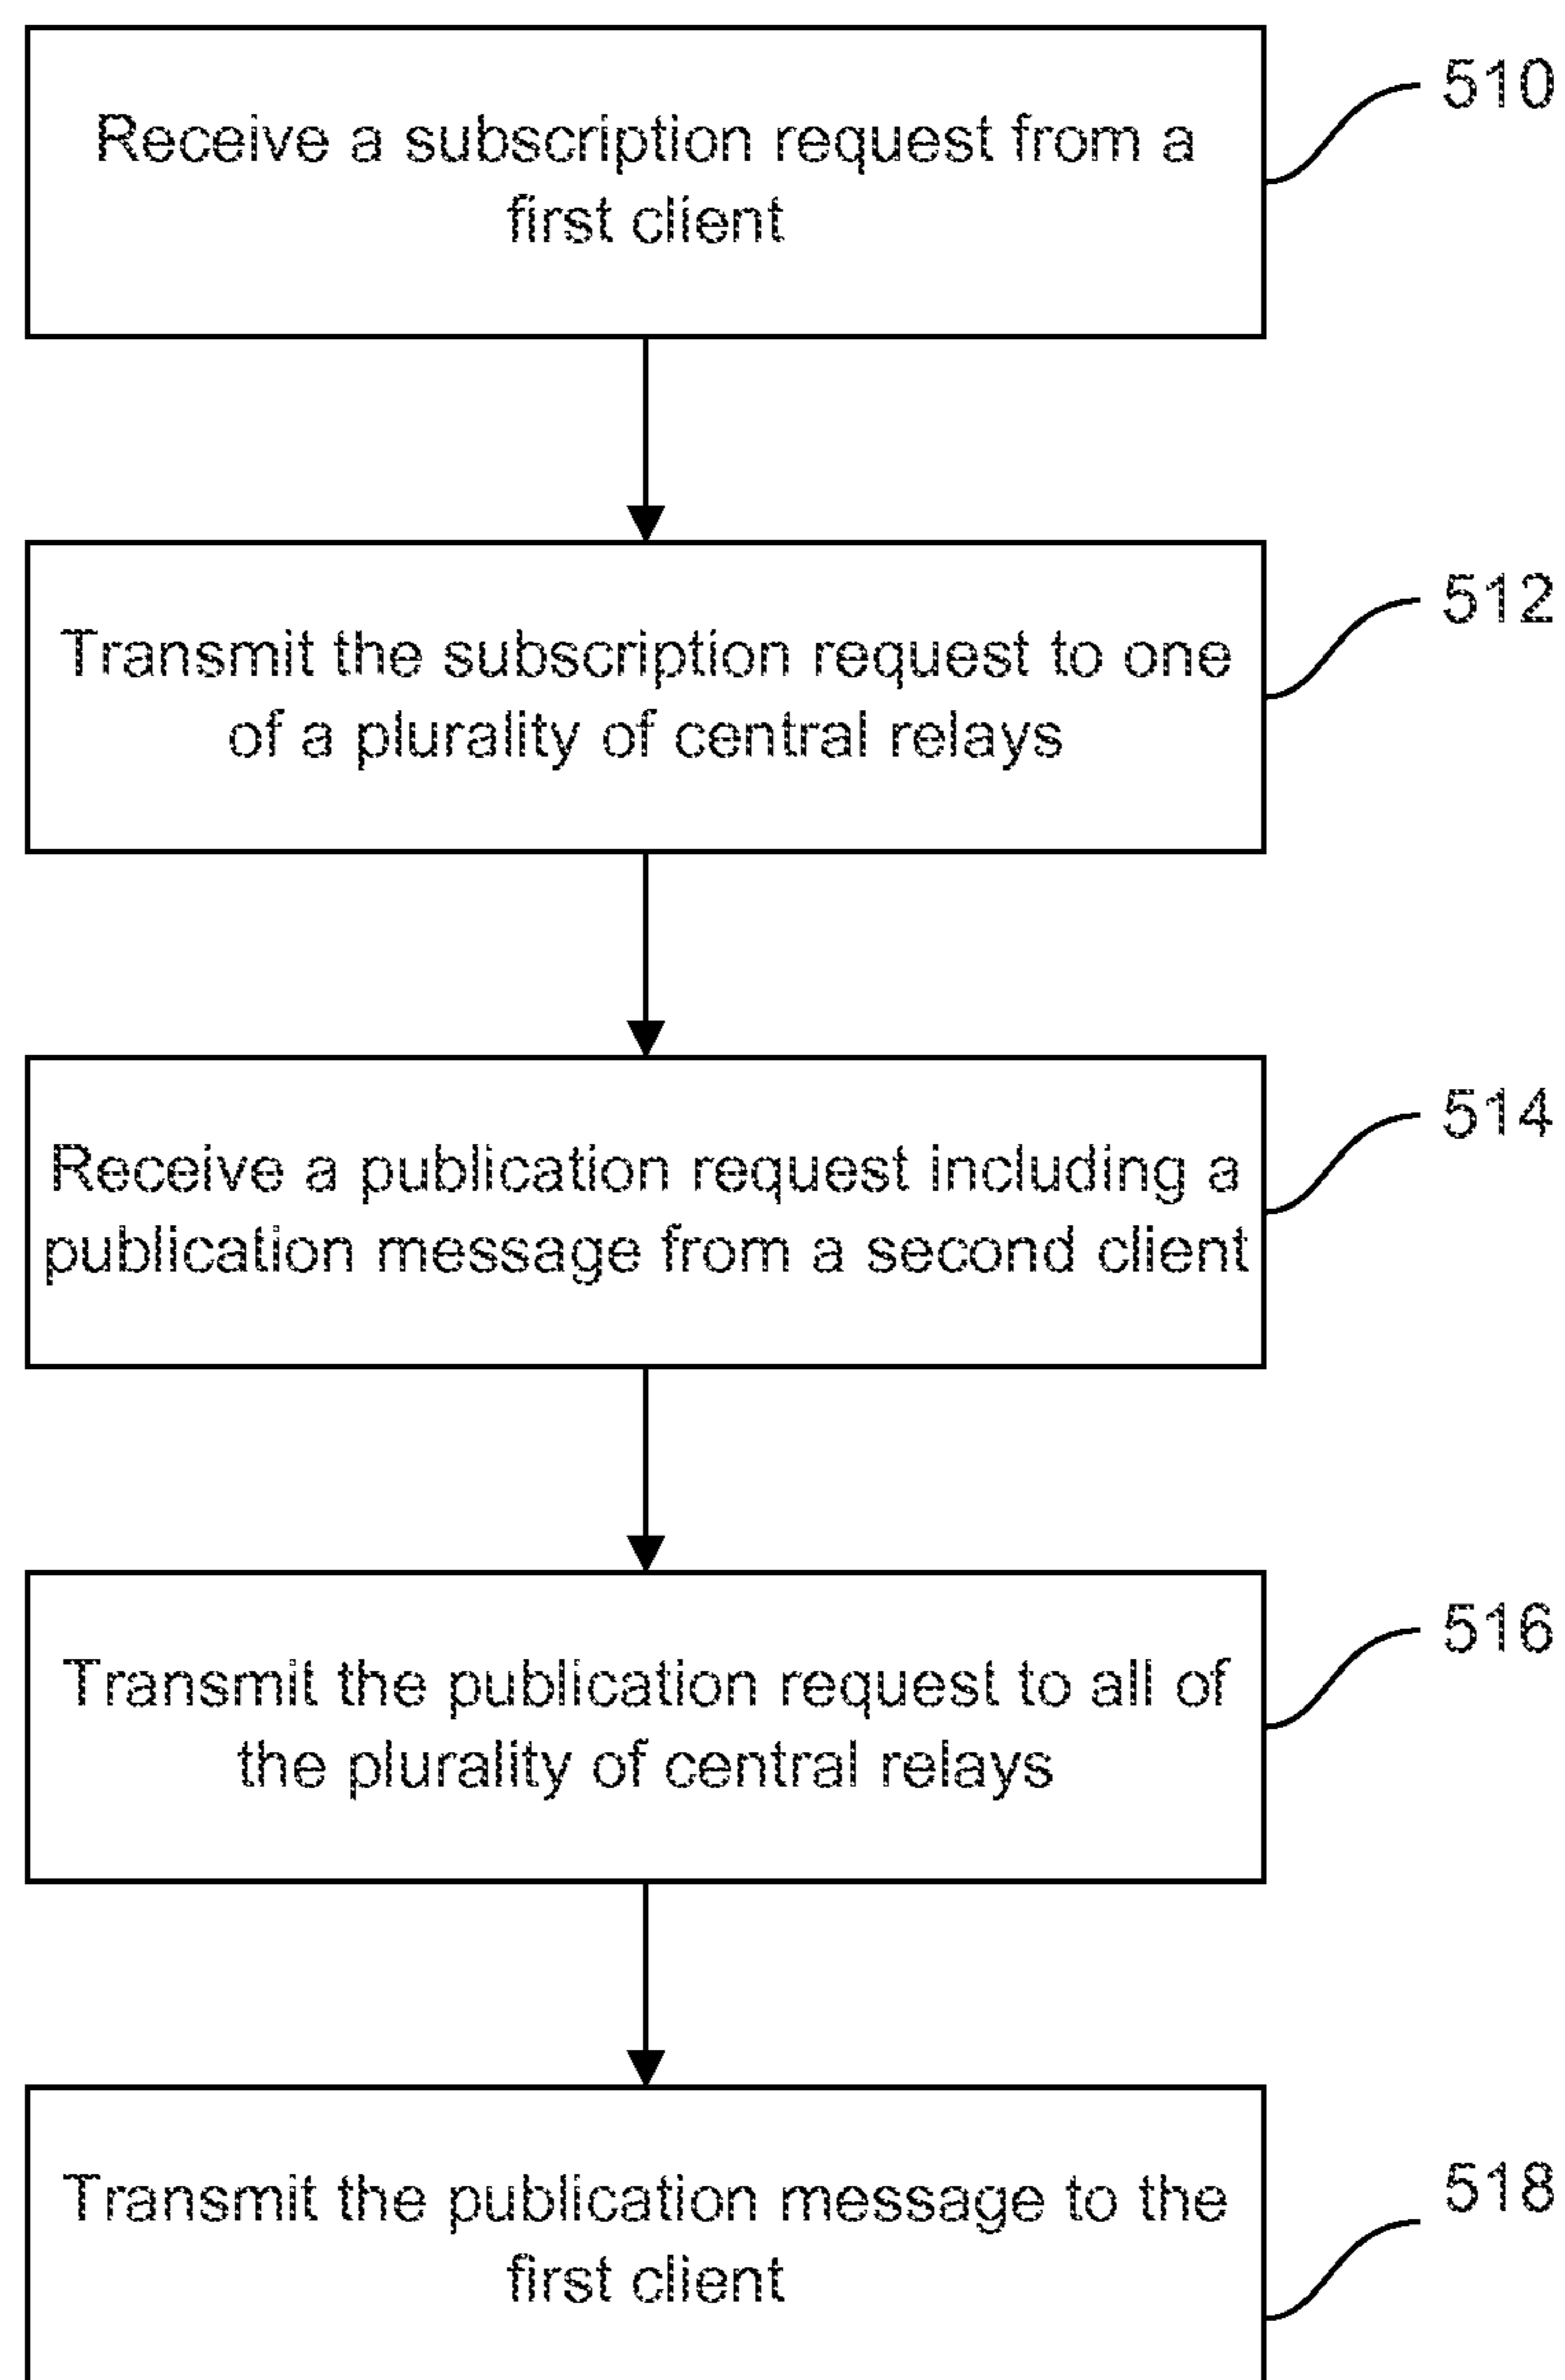 Receive a subscription request from a
first client
510
Transmit the subscription request to one
of a plurality of central relays
512
Receive a publication request including a
publication message from a second client
514
Transmit the publication request to all of
the plurality of central relays
516
Transmit the publication message to the
first client
518